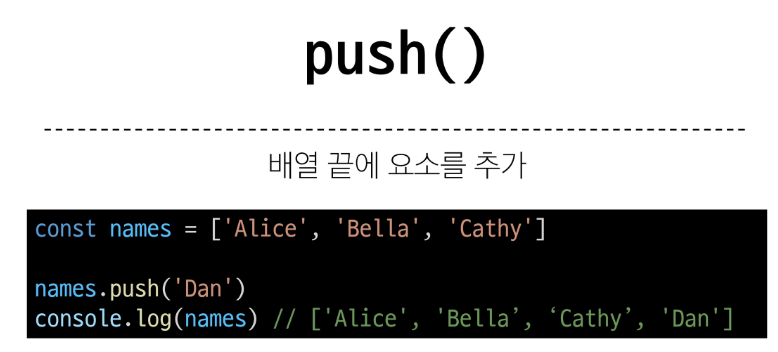 push()
배열 끝에 요소를 추가
const names = ['Alice', 'Bella', 'Cathy']
names.push('Dan')
console.log(names) // ['Alice', 'Bella’, ‘Cathy’, 'Dan']